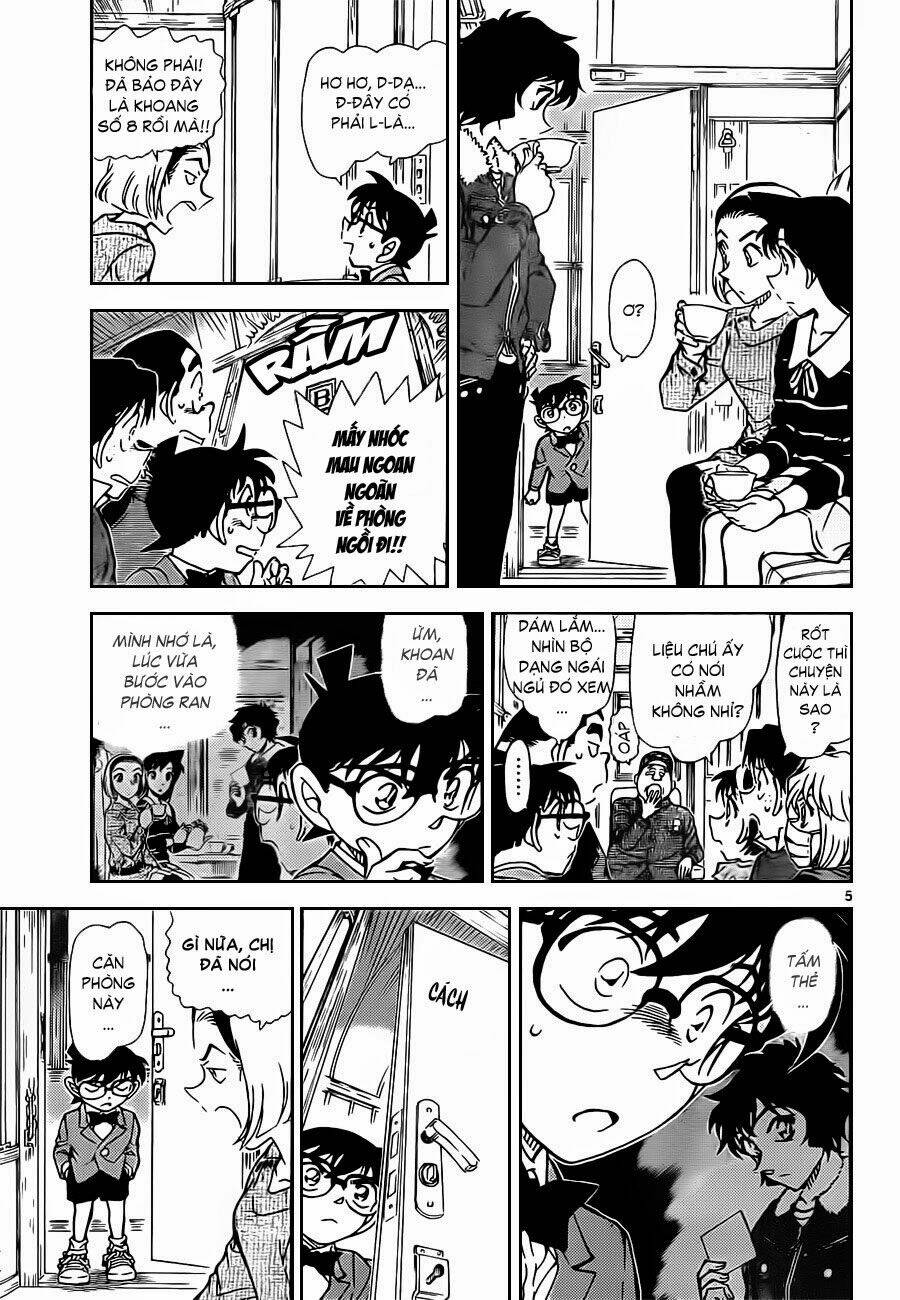 Ơ?
HƠ HƠ, D-DẠ...
Đ-ĐÂY CÓ
PHẢI L-LÀ...
KHÔNG PHẢI!
ĐÃ BẢO ĐÂY
LÀ KHOANG
SỐ 8 RỒI MÀ!!
RẦM
B
MẤY NHÓC
MAU NGOAN
NGOÃN
VỀ PHÒNG
NGỒI ĐI!!
RỐT
CUỘC THÌ
CHUYỆN
NÀY LÀ
SAO
?
LIỆU CHÚ ẤY
CÓ NÓI
NHẦM
KHÔNG NHỈ?
DÁM LẮM...
NHÌN BỘ
DẠNG NGÁI
NGỦ ĐÓ XEM
...
OÁP
......
ỪM,
KHOAN
ĐÃ
...
MÌNH NHỚ LÀ,
LÚC VỪA
BƯỚC VÀO
PHÒNG RAN
...
5
TẤM
THẺ
...
CÁCH
GÌ NỮA, CHỊ
ĐÃ NÓI
...
CĂN
PHÒNG
NÀY
...